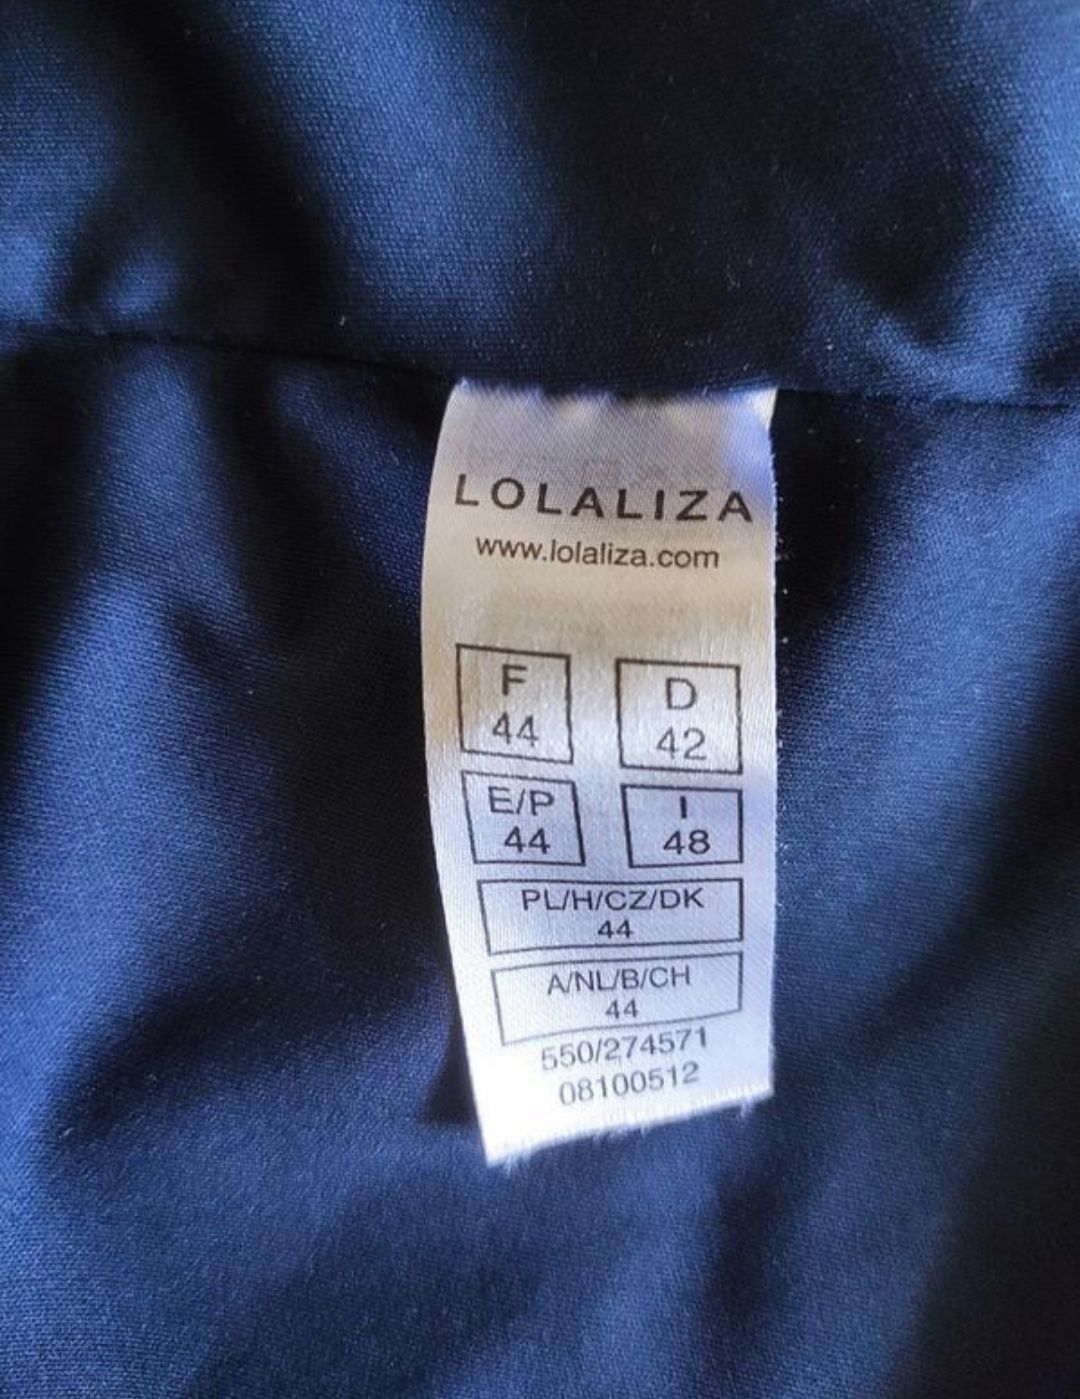 LOLALIZA
www.lolaliza.com
F D
44 42
E/P I
44 48
PL/H/CZ/DK
44
A/NL/B/CH
44
550/274571
08100512